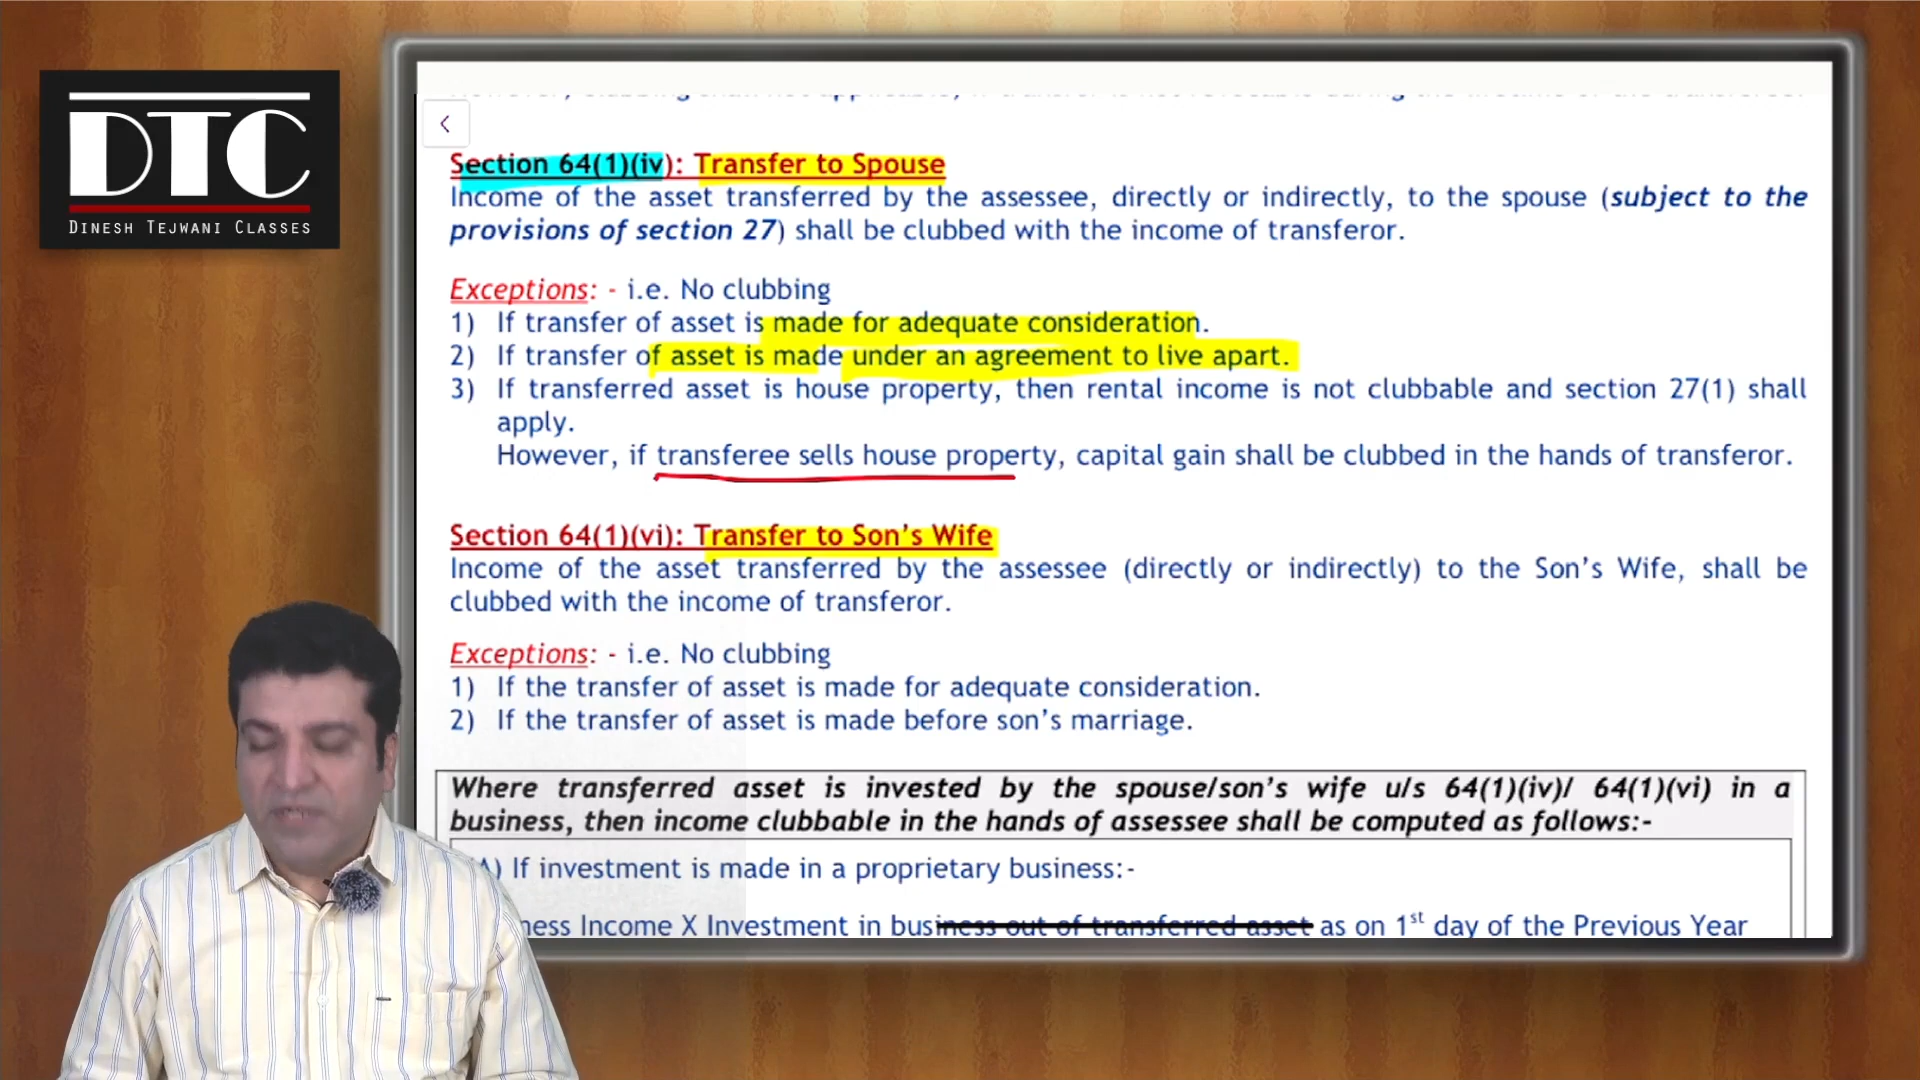 DTC
DINESH TEJWANI CLASSES
Section 64(1)(iv): Transfer to Spouse
Income of the asset transferred by the assessee, directly or indirectly, to the spouse (subject to the
provisions of section 27) shall be clubbed with the income of transferor.
Exceptions: - i.e. No clubbing
1) If transfer of asset is made for adequate consideration.
2) If transfer of asset is made under an agreement to live apart.
3) If transferred asset is house property, then rental income is not clubbable and section 27(1) shall
apply.
However, if transferee sells house property, capital gain shall be clubbed in the hands of transferor.
Section 64(1)(vi): Transfer to Son's Wife
Income of the asset transferred by the assessee (directly or indirectly) to the Son's Wife, shall be
clubbed with the income of transferor.
Exceptions: - i.e. No clubbing
1) If the transfer of asset is made for adequate consideration.
2) If the transfer of asset is made before son's marriage.
Where transferred asset is invested by the spouse/son's wife u/s 64(1)(iv)/ 64(1)(vi) in a
business, then income clubbable in the hands of assessee shall be computed as follows:-
A) If investment is made in a proprietary business:-
ness Income X Investment in business out of transferred asset as on 1st day of the Previous Year